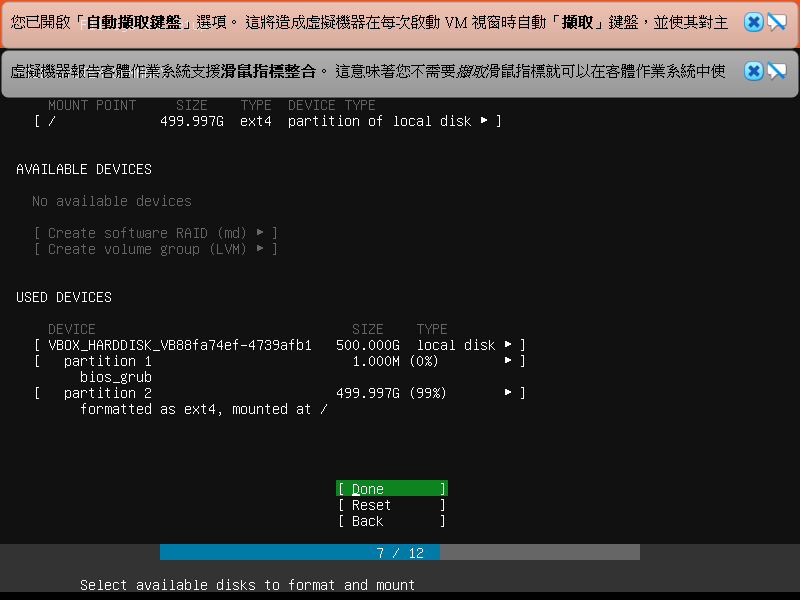 您已開啟「自動擷取鍵盤」選項。 這將造成虛擬機器在每次啟動 VM 視窗時自動「擷取」鍵盤，並使其對主
虛擬機器報告客體作業系統支援滑鼠指標整合。 這意味著您不需要擷取滑鼠指標就可以在客體作業系統中使
MOUNT POINT SIZE TYPE DEVICE TYPE
[ / 499.997G ext4 partition of local disk ▸ ]
AVAILABLE DEVICES
No available devices
[ Create software RAID (md) ▸ ]
[ Create volume group (LVM) ▸ ]
USED DEVICES
DEVICE SIZE TYPE
[ VBOX_HARDDISK_VB88fa74ef-4739afb1 500.000G local disk ▸ ]
[ partition 1 1.000M (0%) ▸ ]
bios_grub
[ partition 2 499.997G (99%) ▸ ]
formatted as ext4, mounted at /
[ Done ]
[ Reset ]
[ Back ]
7 / 12
Select available disks to format and mount